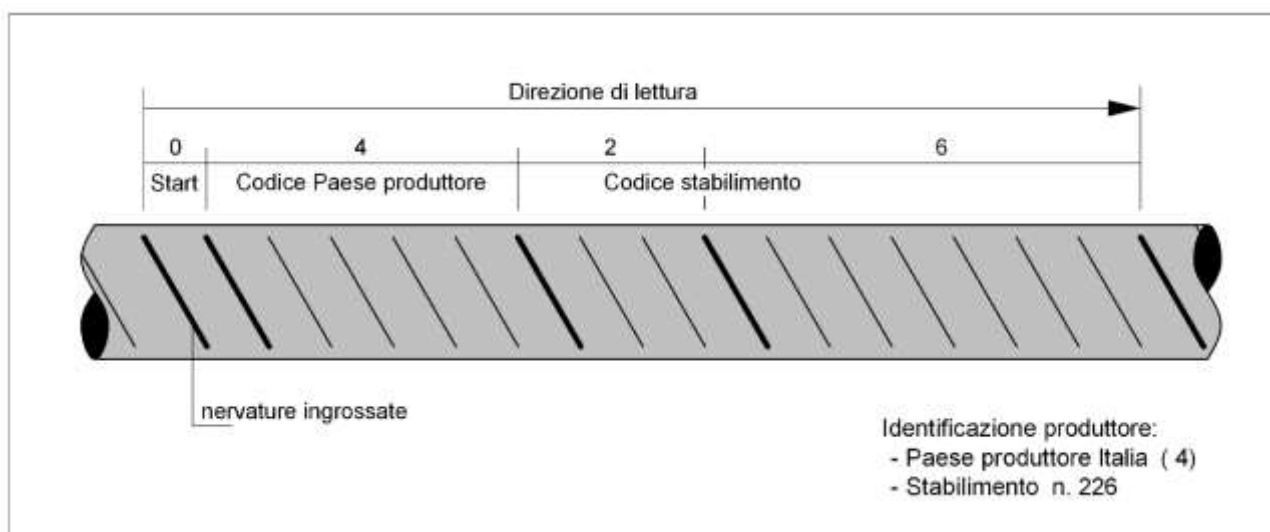 Direzione di lettura
0 4 2 6
Start Codice Paese produttore Codice stabilimento
nervature ingrossate
Identificazione produttore:
- Paese produttore Italia ( 4)
- Stabilimento n. 226